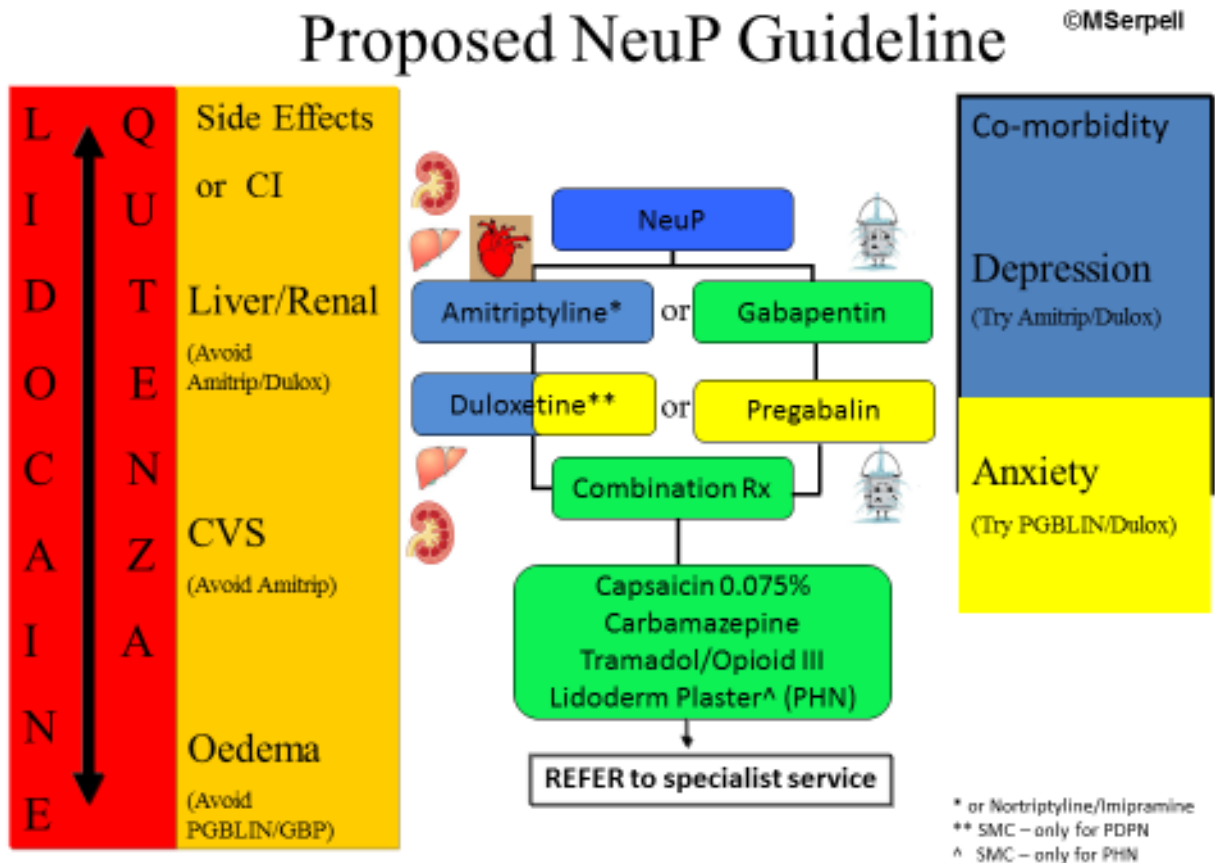 Proposed NeuP Guideline
©MSerpell
LIDOCAINE
QUTENZA
Side Effects
or CI
Liver/Renal
(Avoid
Amitrip/Dulox)
CVS
(Avoid Amitrip)
Oedema
(Avoid
PGBLIN/GBP)
NeuP
Amitriptyline*
or
Gabapentin
Duloxetine**
or
Pregabalin
Combination Rx
Capsaicin 0.075%
Carbamazepine
Tramadol/Opioid III
Lidoderm Plaster^ (PHN)
REFER to specialist service
Co-morbidity
Depression
(Try Amitrip/Dulox)
Anxiety
(Try PGBLIN/Dulox)
* or Nortriptyline/Imipramine
** SMC – only for PDPN
^ SMC – only for PHN